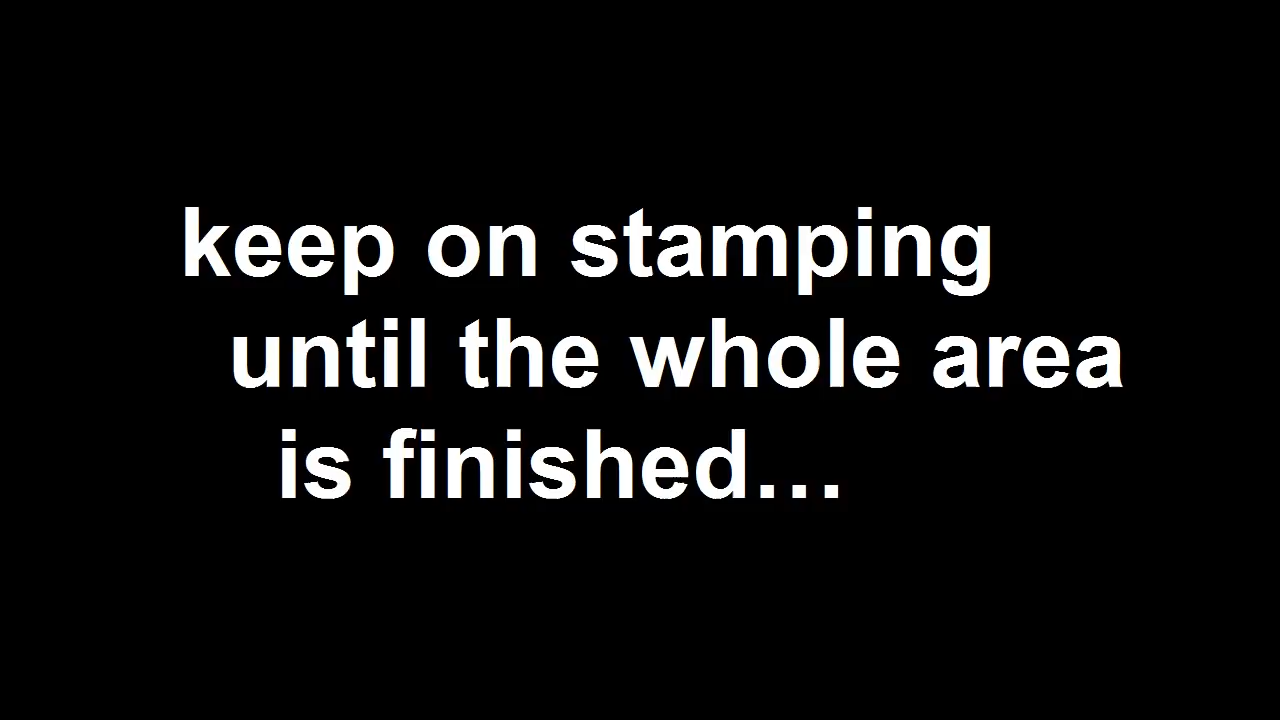 keep on stamping
until the whole area
is finished…